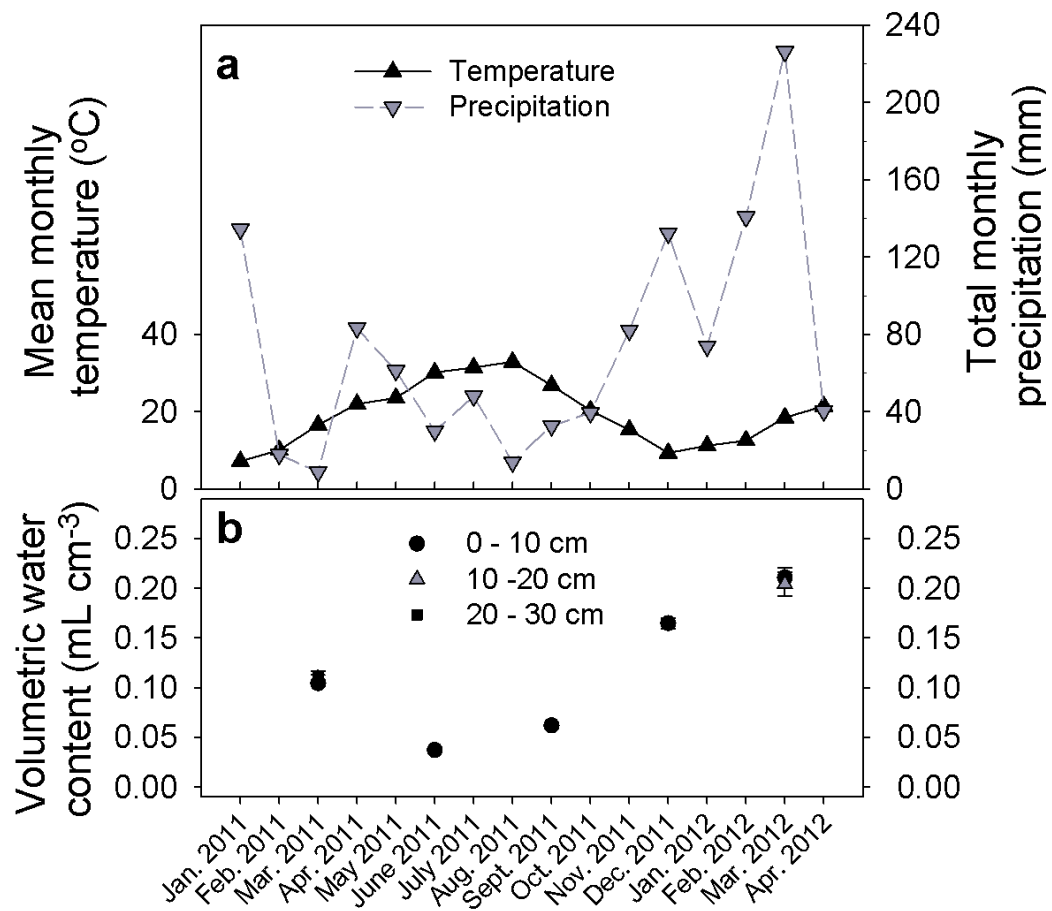 a
Temperature
Precipitation
Mean monthly
temperature (ºC)
40
20
0
Total monthly
precipitation (mm)
240
200
160
120
80
40
0
b
0 - 10 cm
10 -20 cm
20 - 30 cm
Volumetric water
content (mL cm-3)
0.25
0.20
0.15
0.10
0.05
0.00
0.25
0.20
0.15
0.10
0.05
0.00
Jan. 2011
Feb. 2011
Mar. 2011
Apr. 2011
May 2011
June 2011
July 2011
Aug. 2011
Sept. 2011
Oct. 2011
Nov. 2011
Dec. 2011
Jan. 2012
Feb. 2012
Mar. 2012
Apr. 2012